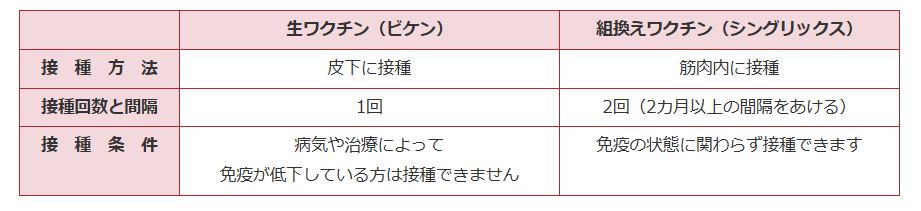 生ワクチン（ビケン）
組換えワクチン（シングリックス）
接種方法
皮下に接種
筋肉内に接種
接種回数と間隔
1回
2回（2カ月以上の間隔をあける）
接種条件
病気や治療によって
免疫が低下している方は接種できません
免疫の状態に関わらず接種できます